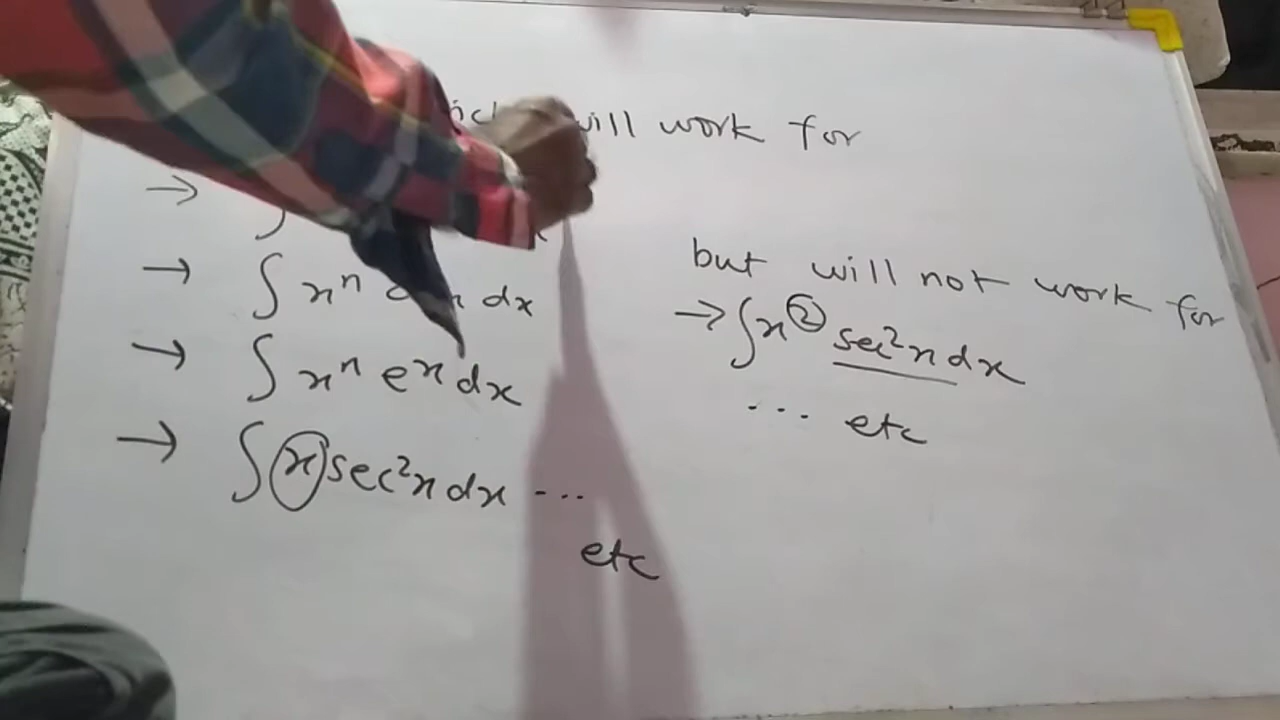 will work for
→ ∫
→ ∫ xⁿ dx
→ ∫ xⁿ eˣ dx
→ ∫ x sec²x dx ...
etc
but will not work for
→ ∫ x² sec²x dx
... etc